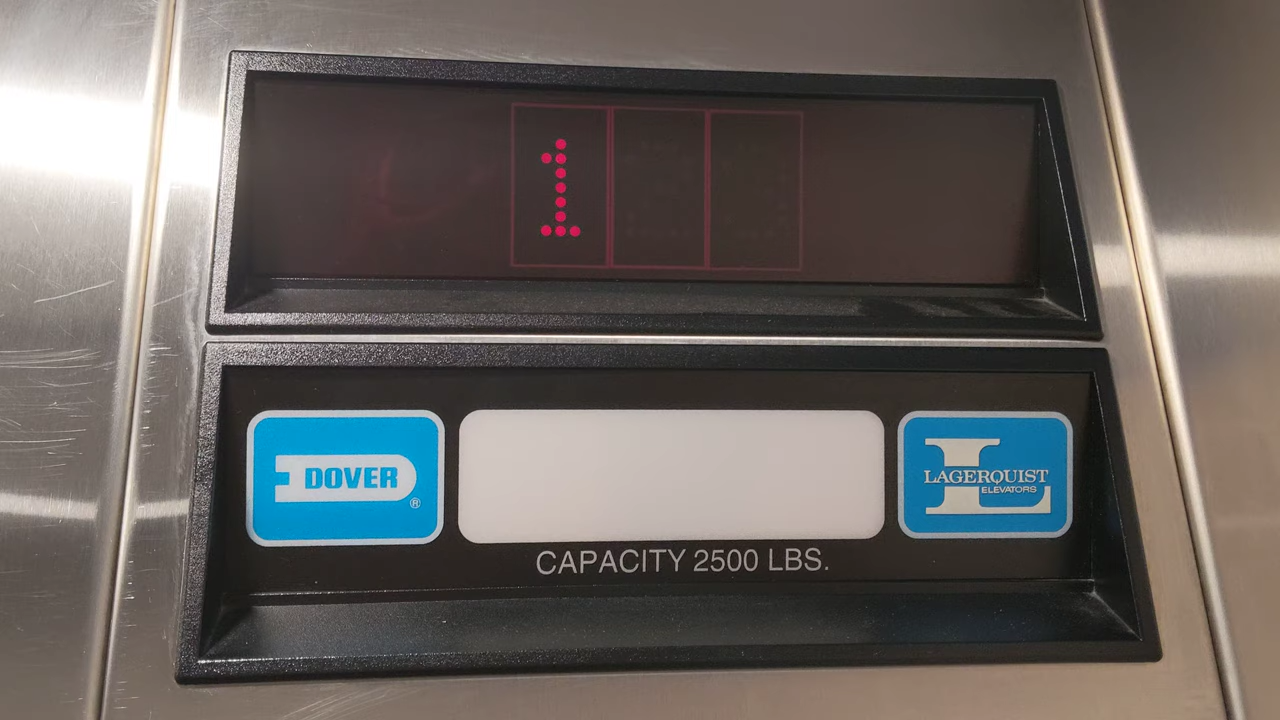 1
DOVER
®
LAGERQUIST
ELEVATORS
CAPACITY 2500 LBS.